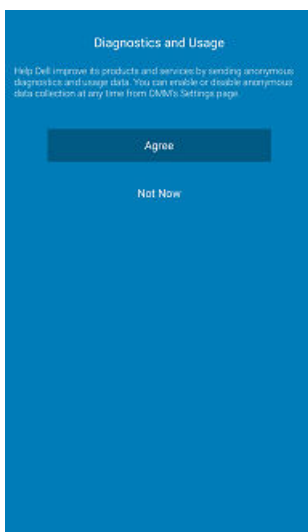 Diagnostics and Usage
Help Dell improve its products and services by sending anonymous
diagnostics and usage data. You can enable or disable anonymous
data collection at any time from DMM's Settings page.
Agree
Not Now